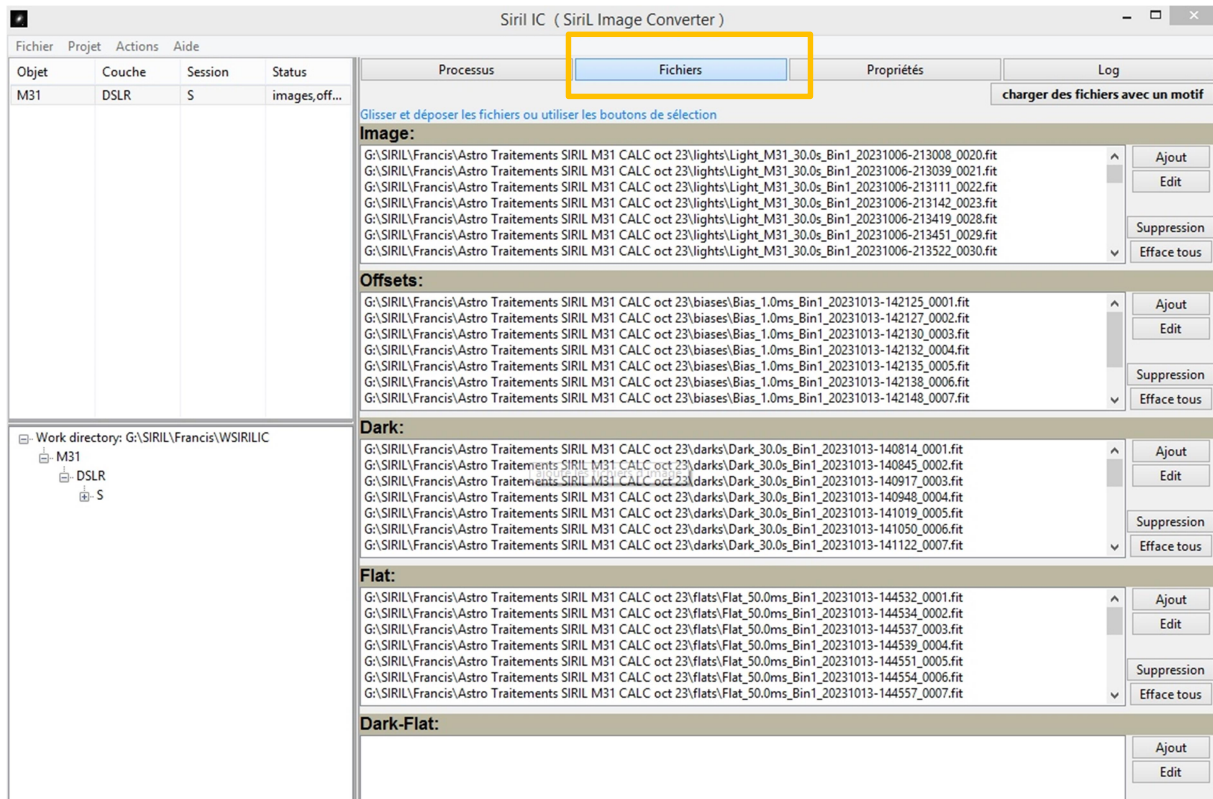 Siril IC ( SiriL Image Converter )
Fichier Projet Actions Aide
Objet Couche Session Status
M31 DSLR S images,off...
Processus Fichiers Propriétés Log
charger des fichiers avec un motif
Glisser et déposer les fichiers ou utiliser les boutons de sélection
Image:
G:\SIRIL\Francis\Astro Traitements SIRIL M31 CALC oct 23\lights\Light_M31_30.0s_Bin1_20231006-213008_0020.fit
G:\SIRIL\Francis\Astro Traitements SIRIL M31 CALC oct 23\lights\Light_M31_30.0s_Bin1_20231006-213039_0021.fit
G:\SIRIL\Francis\Astro Traitements SIRIL M31 CALC oct 23\lights\Light_M31_30.0s_Bin1_20231006-213111_0022.fit
G:\SIRIL\Francis\Astro Traitements SIRIL M31 CALC oct 23\lights\Light_M31_30.0s_Bin1_20231006-213142_0023.fit
G:\SIRIL\Francis\Astro Traitements SIRIL M31 CALC oct 23\lights\Light_M31_30.0s_Bin1_20231006-213419_0028.fit
G:\SIRIL\Francis\Astro Traitements SIRIL M31 CALC oct 23\lights\Light_M31_30.0s_Bin1_20231006-213451_0029.fit
G:\SIRIL\Francis\Astro Traitements SIRIL M31 CALC oct 23\lights\Light_M31_30.0s_Bin1_20231006-213522_0030.fit
Ajout
Edit
Suppression
Efface tous
Offsets:
G:\SIRIL\Francis\Astro Traitements SIRIL M31 CALC oct 23\biases\Bias_1.0ms_Bin1_20231013-142125_0001.fit
G:\SIRIL\Francis\Astro Traitements SIRIL M31 CALC oct 23\biases\Bias_1.0ms_Bin1_20231013-142127_0002.fit
G:\SIRIL\Francis\Astro Traitements SIRIL M31 CALC oct 23\biases\Bias_1.0ms_Bin1_20231013-142130_0003.fit
G:\SIRIL\Francis\Astro Traitements SIRIL M31 CALC oct 23\biases\Bias_1.0ms_Bin1_20231013-142132_0004.fit
G:\SIRIL\Francis\Astro Traitements SIRIL M31 CALC oct 23\biases\Bias_1.0ms_Bin1_20231013-142135_0005.fit
G:\SIRIL\Francis\Astro Traitements SIRIL M31 CALC oct 23\biases\Bias_1.0ms_Bin1_20231013-142138_0006.fit
G:\SIRIL\Francis\Astro Traitements SIRIL M31 CALC oct 23\biases\Bias_1.0ms_Bin1_20231013-142148_0007.fit
Ajout
Edit
Suppression
Efface tous
Work directory: G:\SIRIL\Francis\WSIRILIC
M31
DSLR
S
Dark:
G:\SIRIL\Francis\Astro Traitements SIRIL M31 CALC oct 23\darks\Dark_30.0s_Bin1_20231013-140814_0001.fit
G:\SIRIL\Francis\Astro Traitements SIRIL M31 CALC oct 23\darks\Dark_30.0s_Bin1_20231013-140845_0002.fit
ajoute les fichiers d'image
G:\SIRIL\Francis\Astro Traitements SIRIL M31 CALC oct 23\darks\Dark_30.0s_Bin1_20231013-140917_0003.fit
G:\SIRIL\Francis\Astro Traitements SIRIL M31 CALC oct 23\darks\Dark_30.0s_Bin1_20231013-140948_0004.fit
G:\SIRIL\Francis\Astro Traitements SIRIL M31 CALC oct 23\darks\Dark_30.0s_Bin1_20231013-141019_0005.fit
G:\SIRIL\Francis\Astro Traitements SIRIL M31 CALC oct 23\darks\Dark_30.0s_Bin1_20231013-141050_0006.fit
G:\SIRIL\Francis\Astro Traitements SIRIL M31 CALC oct 23\darks\Dark_30.0s_Bin1_20231013-141122_0007.fit
Ajout
Edit
Suppression
Efface tous
Flat:
G:\SIRIL\Francis\Astro Traitements SIRIL M31 CALC oct 23\flats\Flat_50.0ms_Bin1_20231013-144532_0001.fit
G:\SIRIL\Francis\Astro Traitements SIRIL M31 CALC oct 23\flats\Flat_50.0ms_Bin1_20231013-144534_0002.fit
G:\SIRIL\Francis\Astro Traitements SIRIL M31 CALC oct 23\flats\Flat_50.0ms_Bin1_20231013-144537_0003.fit
G:\SIRIL\Francis\Astro Traitements SIRIL M31 CALC oct 23\flats\Flat_50.0ms_Bin1_20231013-144539_0004.fit
G:\SIRIL\Francis\Astro Traitements SIRIL M31 CALC oct 23\flats\Flat_50.0ms_Bin1_20231013-144551_0005.fit
G:\SIRIL\Francis\Astro Traitements SIRIL M31 CALC oct 23\flats\Flat_50.0ms_Bin1_20231013-144554_0006.fit
G:\SIRIL\Francis\Astro Traitements SIRIL M31 CALC oct 23\flats\Flat_50.0ms_Bin1_20231013-144557_0007.fit
Ajout
Edit
Suppression
Efface tous
Dark-Flat:
Ajout
Edit